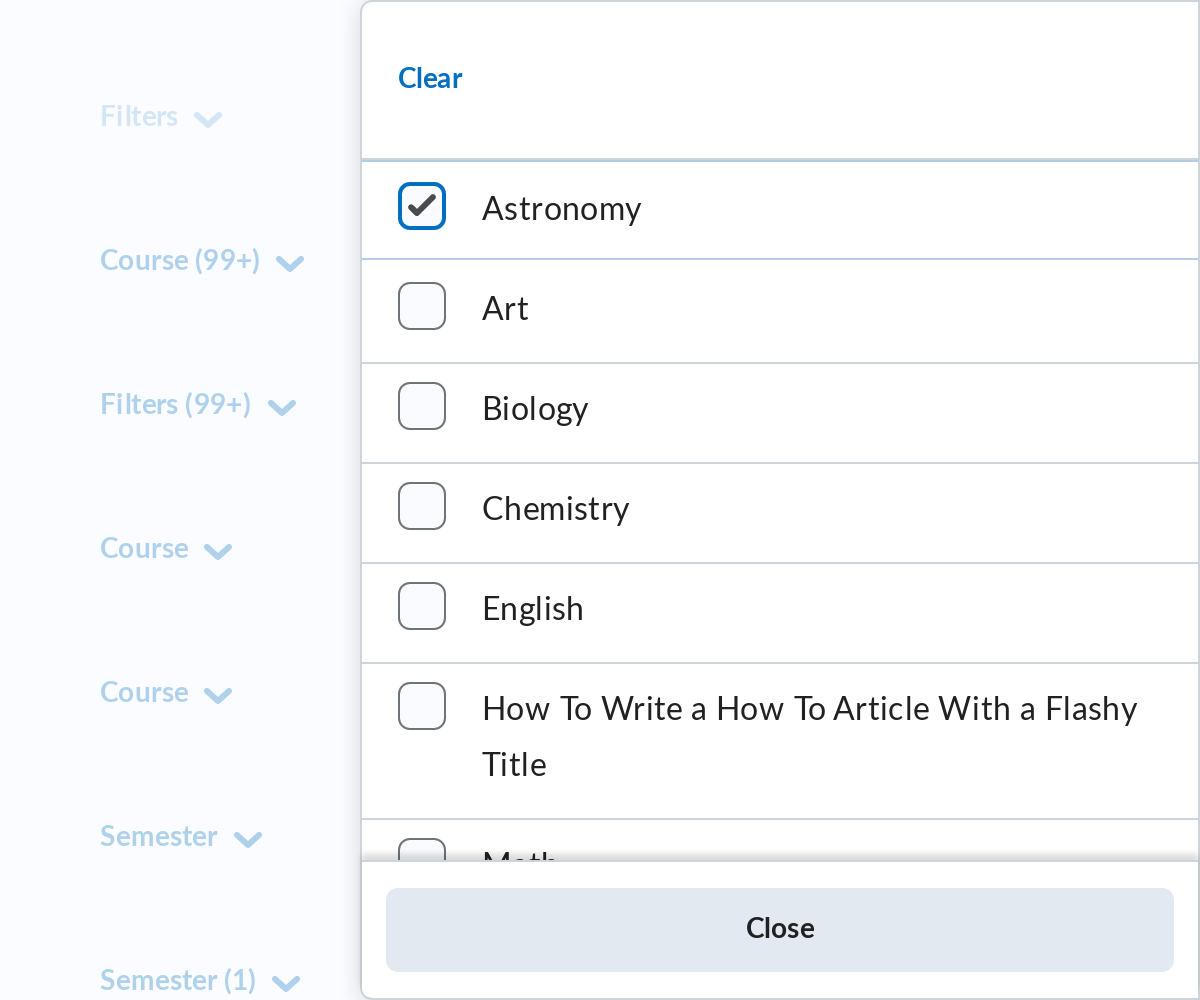 Filters
Course (99+)
Filters (99+)
Course
Course
Semester
Semester (1)
Clear
Astronomy
Art
Biology
Chemistry
English
How To Write a How To Article With a Flashy
Title
Math
Close